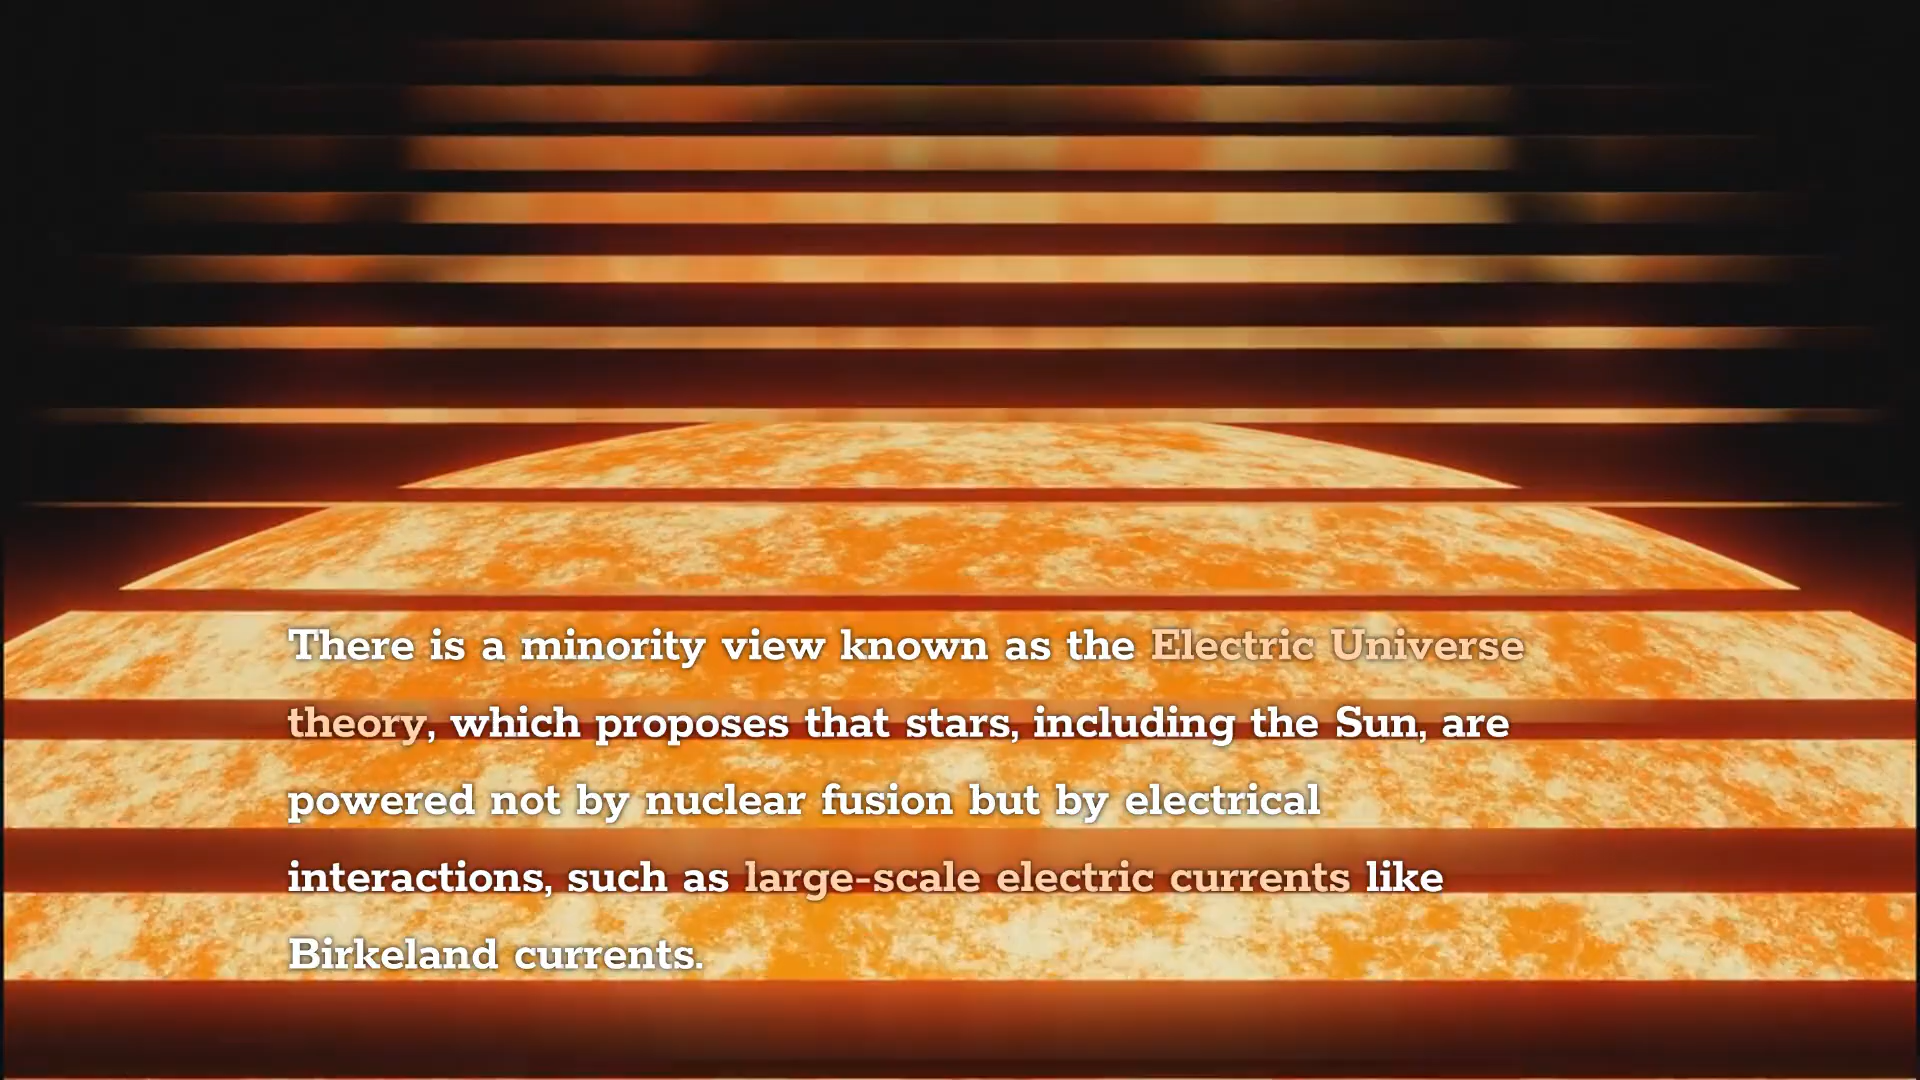 There is a minority view known as the Electric Universe
theory, which proposes that stars, including the Sun, are
powered not by nuclear fusion but by electrical
interactions, such as large-scale electric currents like
Birkeland currents.